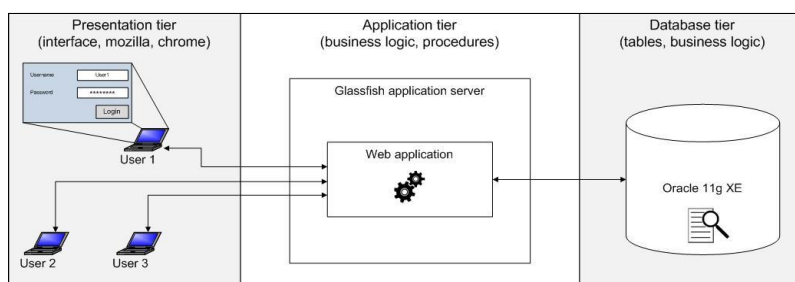 Presentation tier
(interface, mozilla, chrome)
Username
User1
Password
********
Login
User 1
User 2
User 3
Application tier
(business logic, procedures)
Glassfish application server
Web application
Database tier
(tables, business logic)
Oracle 11g XE